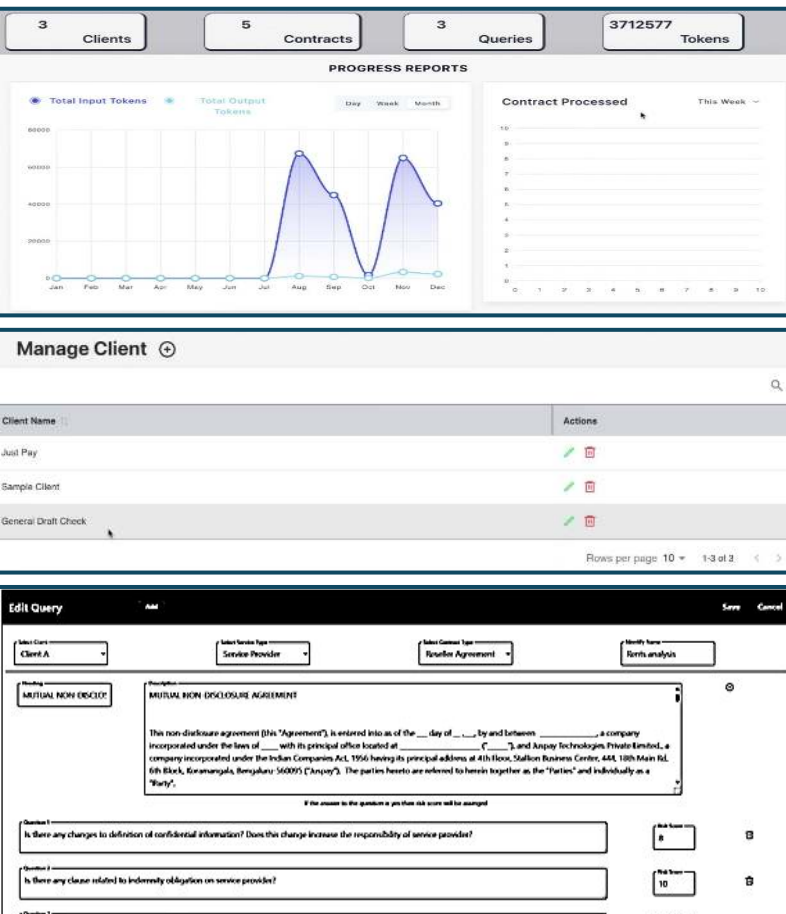 3 Clients
5 Contracts
3 Queries
3712577 Tokens
PROGRESS REPORTS
Total Input Tokens
Total Output Tokens
Day Week Month
80000
60000
40000
20000
0
Jan Feb Mar Apr May Jun Jul Aug Sep Oct Nov Dec
Contract Processed
This Week
10
9
8
7
6
5
4
3
2
1
0
0 1 2 3 4 5 6 7 8 9 10
Manage Client
Client Name
Actions
Just Pay
Sample Client
General Draft Check
Rows per page 10 1-3 of 3
Edit Query
Add
Save Cancel
Select Client
Client A
Select Service Type
Service Provider
Select Contract Type
Reseller Agreement
Identify Name
Rents analysis
Heading
MUTUAL NON DISCLO
Description
MUTUAL NON-DISCLOSURE AGREEMENT
This non-disclosure agreement (this "Agreement"), is entered into as of the __ day of __, __, by and between ____________, a company
incorporated under the laws of ____ with its principal office located at ________________ ("_____"), and Juspay Technologies Private Limited., a
company incorporated under the Indian Companies Act, 1956 having its principal address at 4th Floor, Stallion Business Center, 444, 18th Main Rd,
6th Block, Koramangala, Bengaluru-560095 ("Juspay"). The parties hereto are referred to herein together as the "Parties" and individually as a
"Party".
If the answer to the question is yes then risk score will be assigned
Question 1
Is there any changes to definition of confidential information? Does this change increase the responsibility of service provider?
Risk Score
8
Question 2
Is there any clause related to indemnity obligation on service provider?
Risk Score
10
Question 3